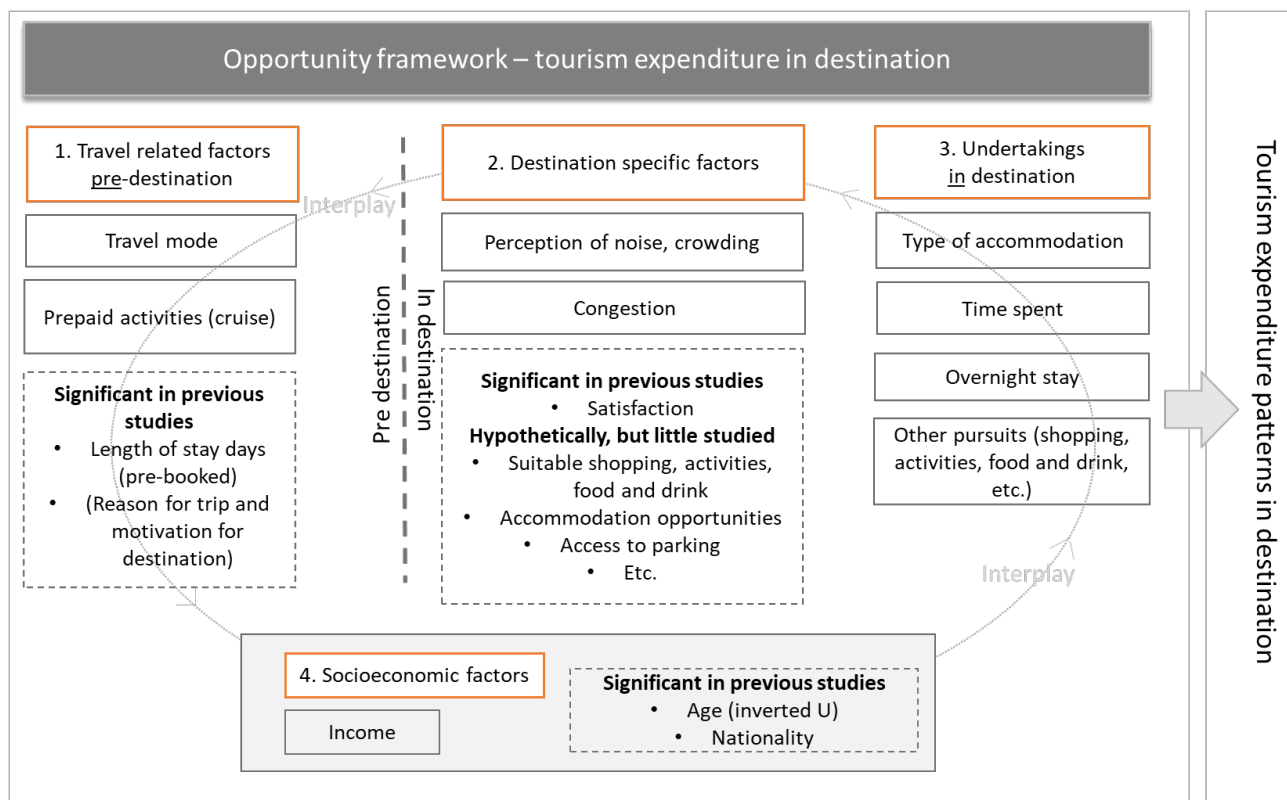 Opportunity framework – tourism expenditure in destination
1. Travel related factors
pre-destination
Travel mode
Prepaid activities (cruise)
Significant in previous
studies
• Length of stay days
(pre-booked)
• (Reason for trip and
motivation for
destination)
Interplay
Pre destination
In destination
2. Destination specific factors
Perception of noise, crowding
Congestion
Significant in previous studies
• Satisfaction
Hypothetically, but little studied
• Suitable shopping, activities,
food and drink
• Accommodation opportunities
• Access to parking
• Etc.
3. Undertakings
in destination
Type of accommodation
Time spent
Overnight stay
Other pursuits (shopping,
activities, food and drink,
etc.)
Interplay
4. Socioeconomic factors
Income
Significant in previous studies
• Age (inverted U)
• Nationality
Tourism expenditure patterns in destination